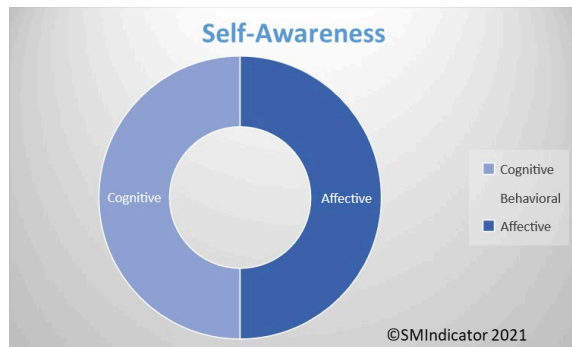 Self-Awareness
Cognitive
Affective
Cognitive
Behavioral
Affective
©SMIndicator 2021